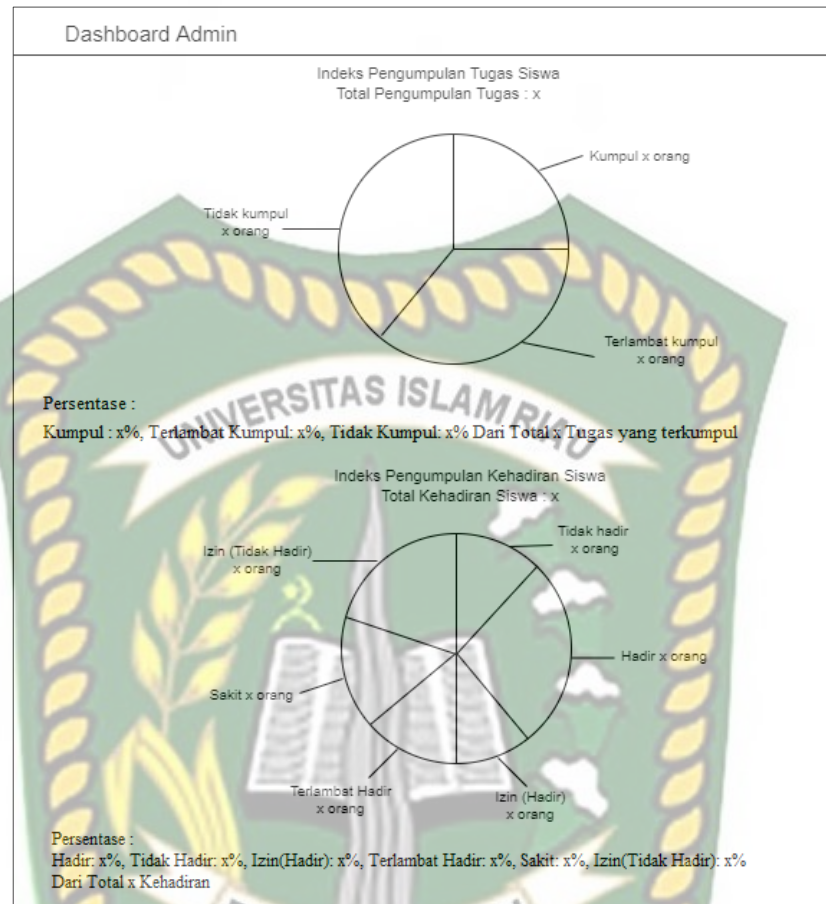 Dashboard Admin
Indeks Pengumpulan Tugas Siswa
Total Pengumpulan Tugas : x
Kumpul x orang
Tidak kumpul
x orang
Terlambat kumpul
x orang
UNIVERSITAS ISLAM RIAU
Persentase :
Kumpul : x%, Terlambat Kumpul: x%, Tidak Kumpul: x% Dari Total x Tugas yang terkumpul
Indeks Pengumpulan Kehadiran Siswa
Total Kehadiran Siswa : x
Tidak hadir
x orang
Izin (Tidak Hadir)
x orang
Hadir x orang
Sakit x orang
Terlambat Hadir
x orang
Izin (Hadir)
x orang
Persentase :
Hadir: x%, Tidak Hadir: x%, Izin(Hadir): x%, Terlambat Hadir: x%, Sakit: x%, Izin(Tidak Hadir): x%
Dari Total x Kehadiran